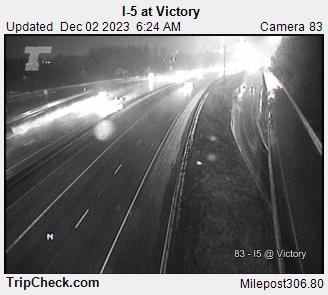 I-5 at Victory
Updated Dec 02 2023 6:24 AM Camera 83
T
N
83 - I5 @ Victory
TripCheck.com Milepost306.80